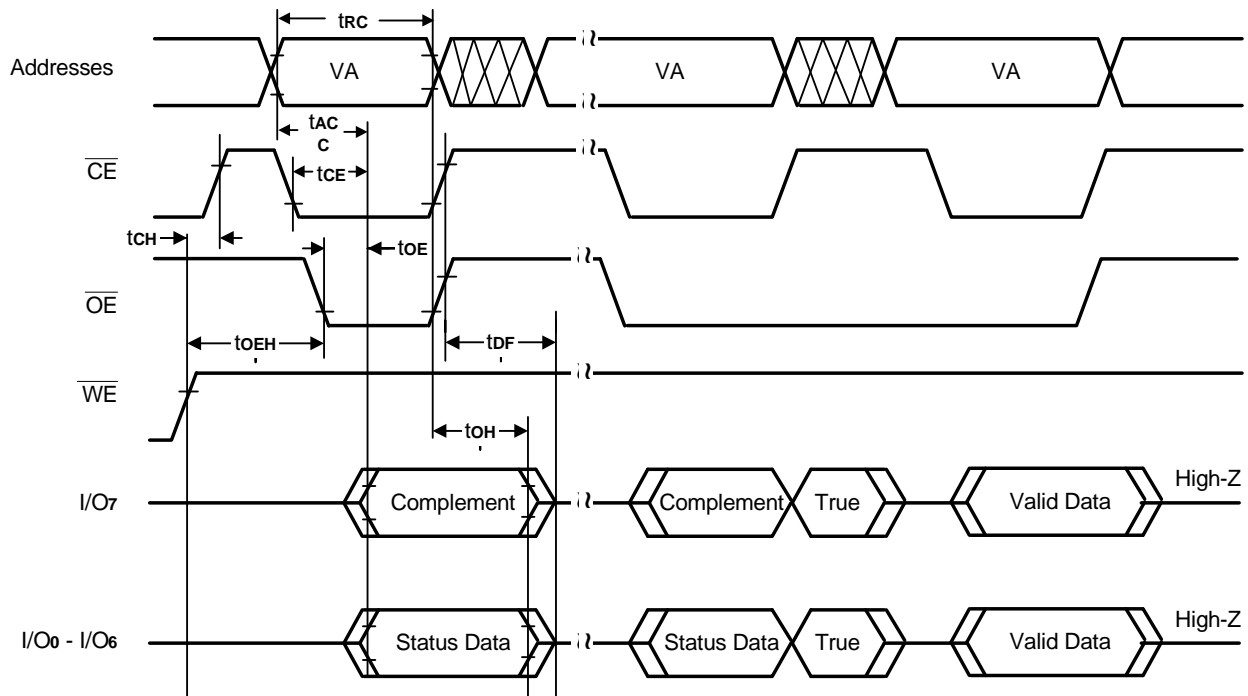 tRC
Addresses VA VA VA
tAC
C
CE
tCE
tCH
tOE
OE
tOEH
tDF
WE
tOH
I/O7 Complement Complement True Valid Data High-Z
I/O0 - I/O6 Status Data Status Data True Valid Data High-Z